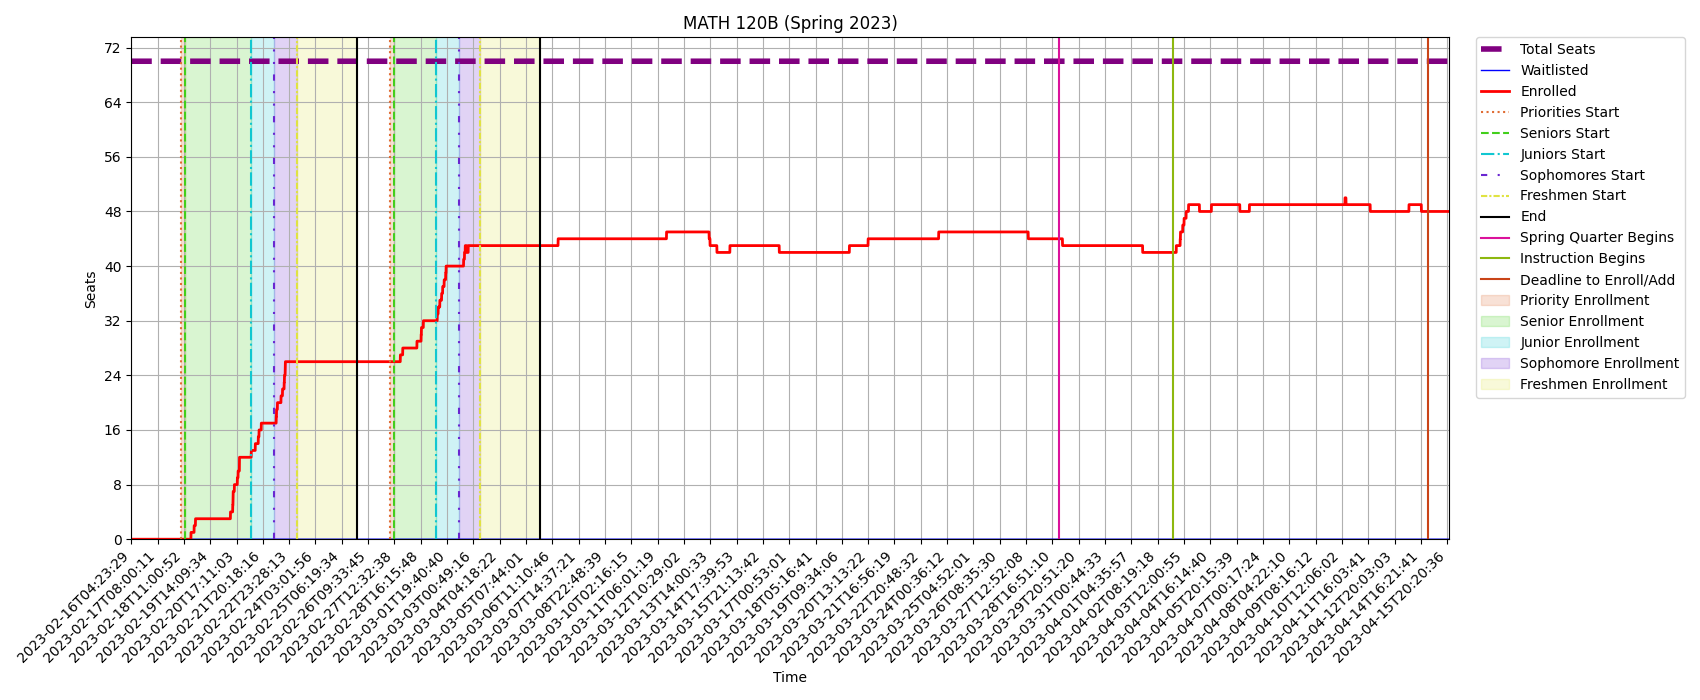 MATH 120B (Spring 2023)
Seats
72
64
56
48
40
32
24
16
8
0
2023-02-16T04:23:29
2023-02-17T08:00:11
2023-02-18T11:00:52
2023-02-19T14:09:34
2023-02-20T17:11:03
2023-02-21T20:18:16
2023-02-22T23:28:13
2023-02-24T03:01:56
2023-02-25T06:19:34
2023-02-26T09:33:45
2023-02-27T12:32:38
2023-02-28T16:15:48
2023-03-01T19:40:40
2023-03-03T00:49:16
2023-03-04T04:18:22
2023-03-05T07:44:01
2023-03-06T11:10:46
2023-03-07T14:37:21
2023-03-08T22:48:39
2023-03-10T02:16:15
2023-03-11T06:01:19
2023-03-12T10:29:02
2023-03-13T14:00:33
2023-03-14T17:39:53
2023-03-15T21:13:42
2023-03-17T00:53:01
2023-03-18T05:16:41
2023-03-19T09:34:06
2023-03-20T13:13:22
2023-03-21T16:56:19
2023-03-22T20:48:32
2023-03-24T00:36:12
2023-03-25T04:52:01
2023-03-26T08:35:30
2023-03-27T12:52:08
2023-03-28T16:51:10
2023-03-29T20:51:20
2023-03-31T00:44:33
2023-04-01T04:35:57
2023-04-02T08:19:18
2023-04-03T12:00:55
2023-04-04T16:14:40
2023-04-05T20:15:39
2023-04-07T00:17:24
2023-04-08T04:22:10
2023-04-09T08:16:12
2023-04-10T12:06:02
2023-04-11T16:03:41
2023-04-12T20:03:03
2023-04-14T16:21:41
2023-04-15T20:20:36
Time
Total Seats
Waitlisted
Enrolled
Priorities Start
Seniors Start
Juniors Start
Sophomores Start
Freshmen Start
End
Spring Quarter Begins
Instruction Begins
Deadline to Enroll/Add
Priority Enrollment
Senior Enrollment
Junior Enrollment
Sophomore Enrollment
Freshmen Enrollment